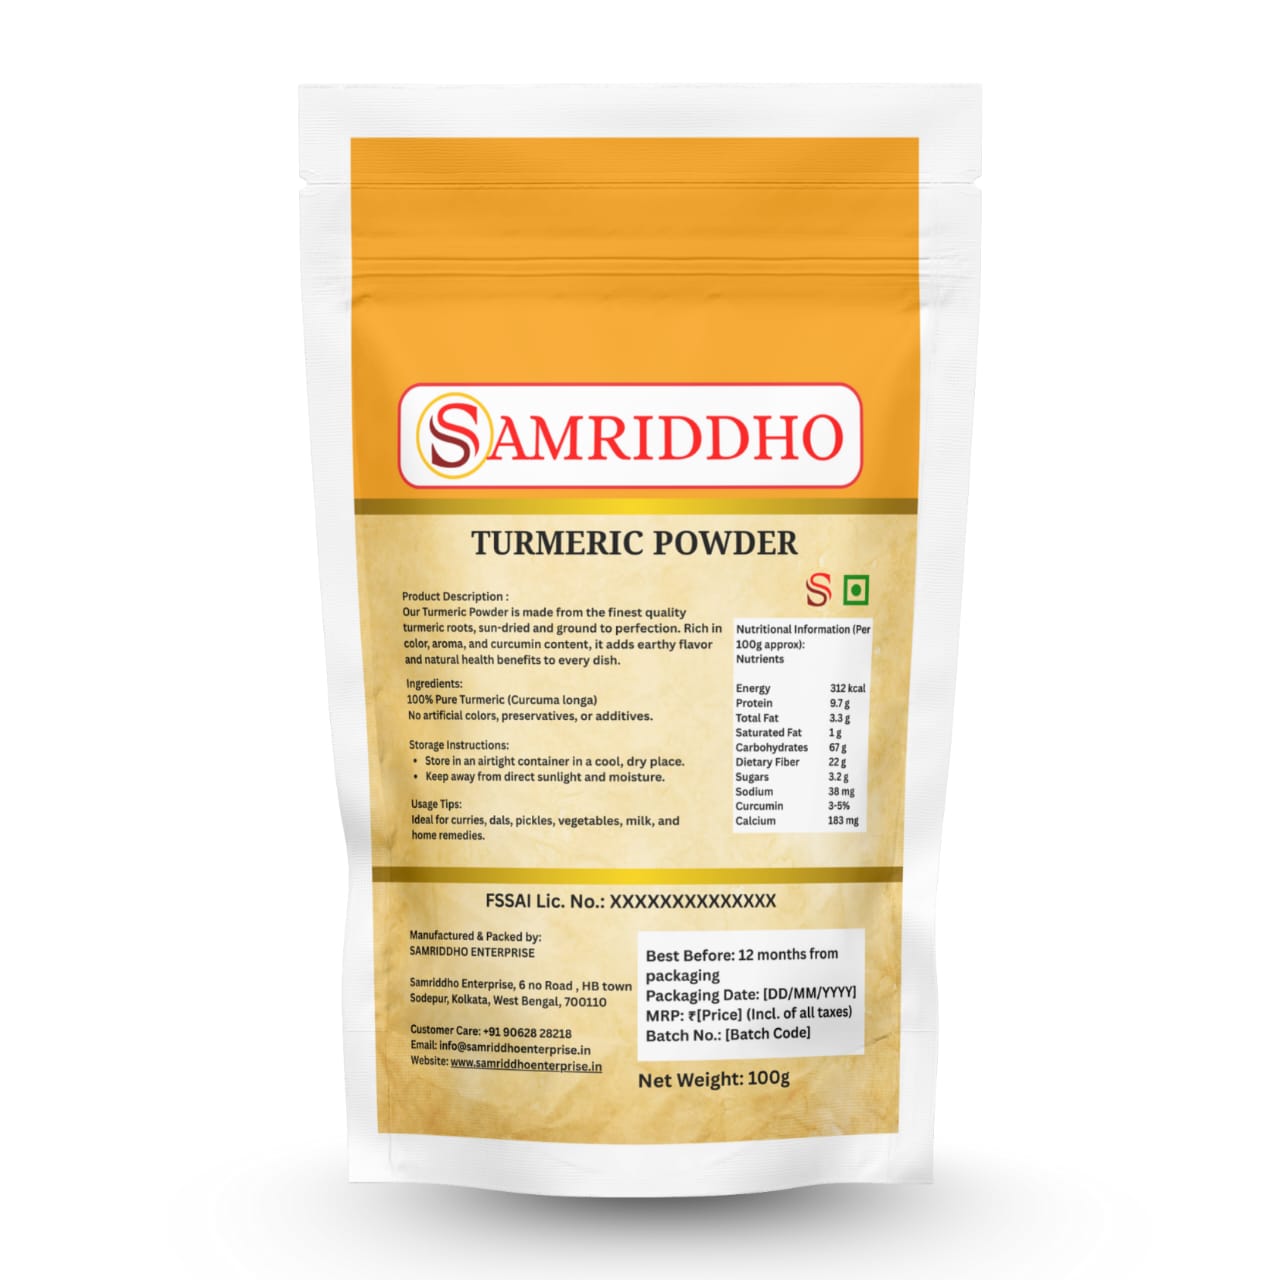 SAMRIDDHO
TURMERIC POWDER
Product Description :
Our Turmeric Powder is made from the finest quality
turmeric roots, sun-dried and ground to perfection. Rich in
color, aroma, and curcumin content, it adds earthy flavor
and natural health benefits to every dish.
Ingredients:
100% Pure Turmeric (Curcuma longa)
No artificial colors, preservatives, or additives.
Storage Instructions:
• Store in an airtight container in a cool, dry place.
• Keep away from direct sunlight and moisture.
Usage Tips:
Ideal for curries, dals, pickles, vegetables, milk, and
home remedies.
S
Nutritional Information (Per
100g approx):
Nutrients
Energy 312 kcal
Protein 9.7 g
Total Fat 3.3 g
Saturated Fat 1 g
Carbohydrates 67 g
Dietary Fiber 22 g
Sugars 3.2 g
Sodium 38 mg
Curcumin 3-5%
Calcium 183 mg
FSSAI Lic. No.: XXXXXXXXXXXXXX
Manufactured & Packed by:
SAMRIDDHO ENTERPRISE
Samriddho Enterprise, 6 no Road , HB town
Sodepur, Kolkata, West Bengal, 700110
Customer Care: +91 90628 28218
Email: info@samriddhoenterprise.in
Website: www.samriddhoenterprise.in
Best Before: 12 months from
packaging
Packaging Date: [DD/MM/YYYY]
MRP: ₹[Price] (Incl. of all taxes)
Batch No.: [Batch Code]
Net Weight: 100g